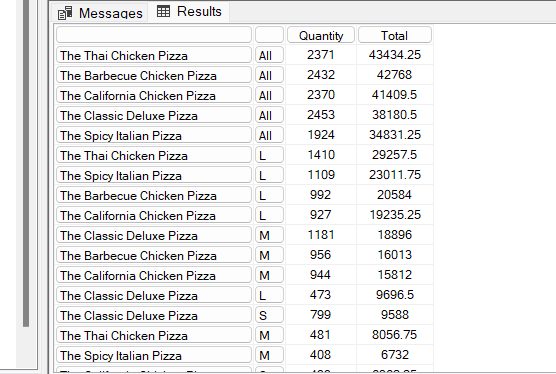 Messages Results
Quantity Total
The Thai Chicken Pizza All 2371 43434.25
The Barbecue Chicken Pizza All 2432 42768
The California Chicken Pizza All 2370 41409.5
The Classic Deluxe Pizza All 2453 38180.5
The Spicy Italian Pizza All 1924 34831.25
The Thai Chicken Pizza L 1410 29257.5
The Spicy Italian Pizza L 1109 23011.75
The Barbecue Chicken Pizza L 992 20584
The California Chicken Pizza L 927 19235.25
The Classic Deluxe Pizza M 1181 18896
The Barbecue Chicken Pizza M 956 16013
The California Chicken Pizza M 944 15812
The Classic Deluxe Pizza L 473 9696.5
The Classic Deluxe Pizza S 799 9588
The Thai Chicken Pizza M 481 8056.75
The Spicy Italian Pizza M 408 6732